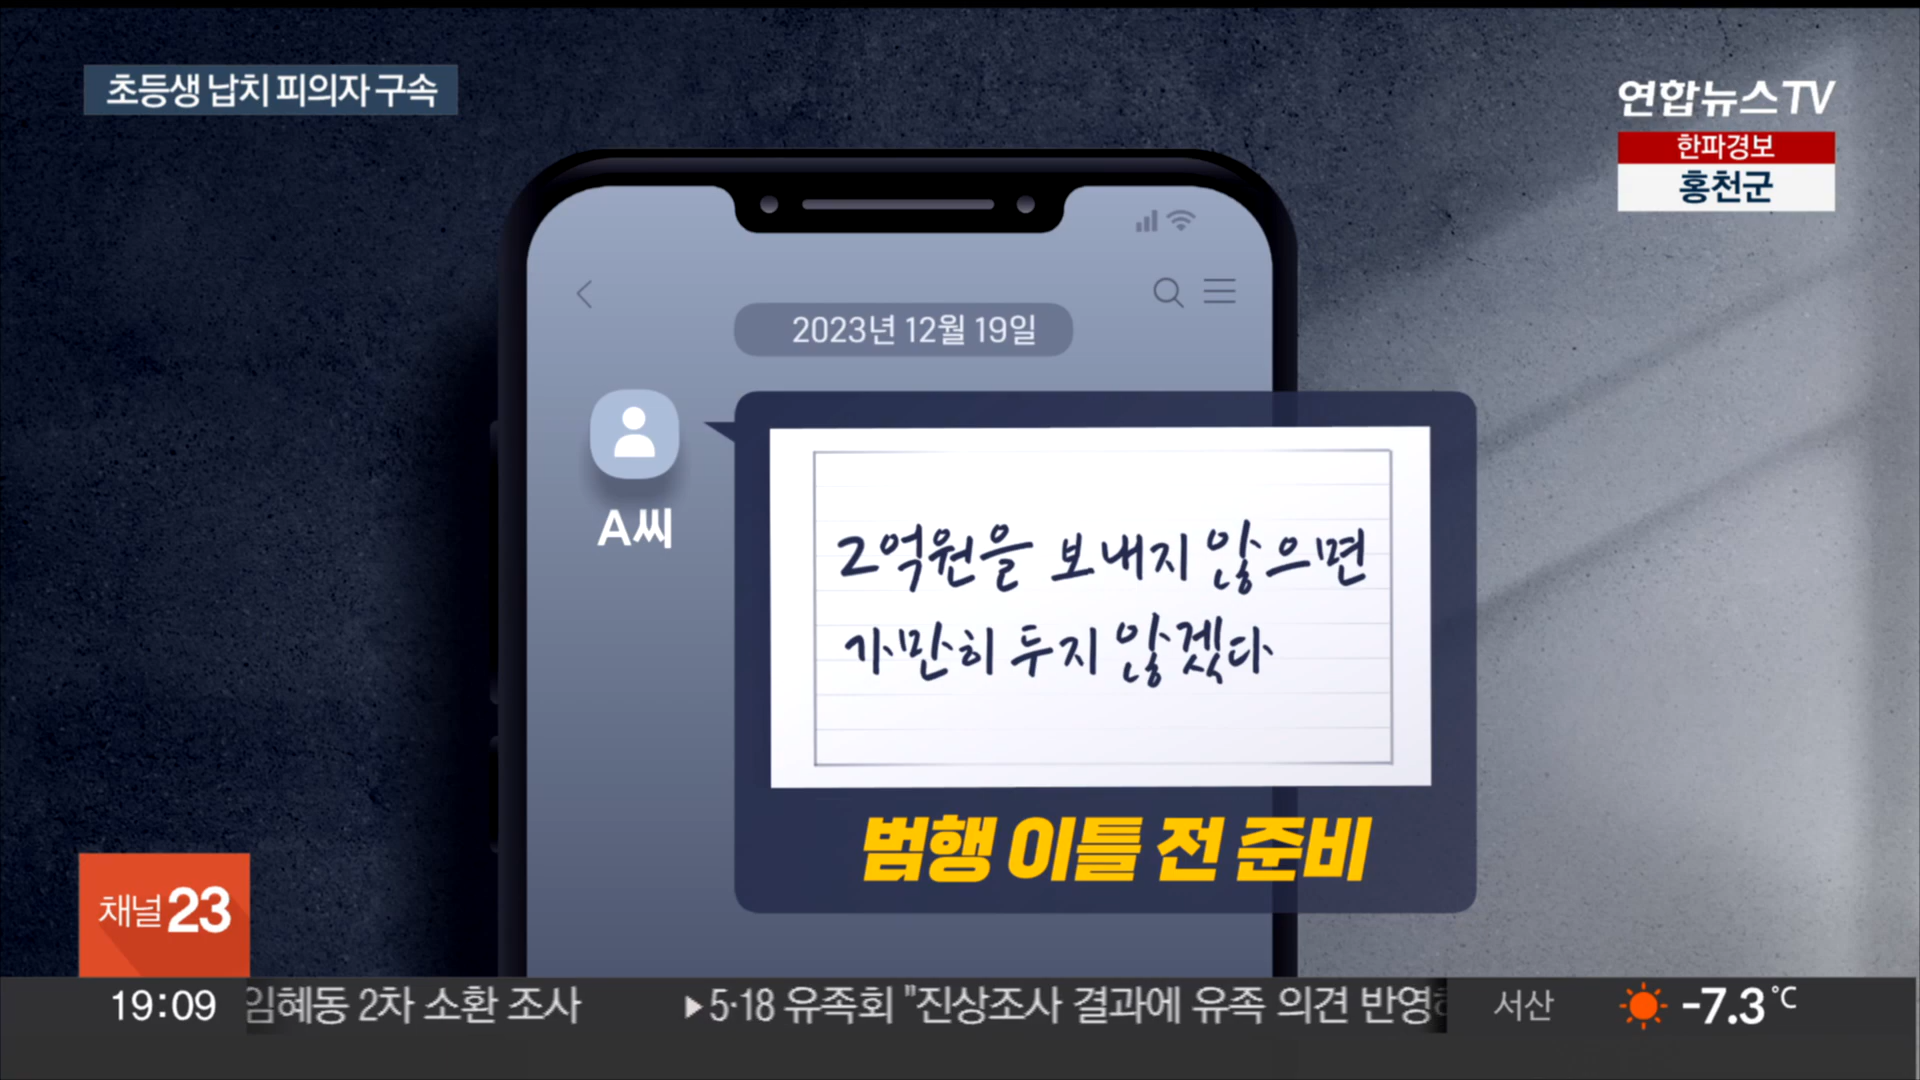 초등생 납치 피의자 구속
연합뉴스TV
한파경보
홍천군
2023년 12월 19일
A씨
2억원을 보내지 않으면
가만히 두지 않겠다
범행 이틀 전 준비
채널23
19:09 임혜동 2차 소환 조사 ▶5·18 유족회 "진상조사 결과에 유족 의견 반영 서산 -7.3℃